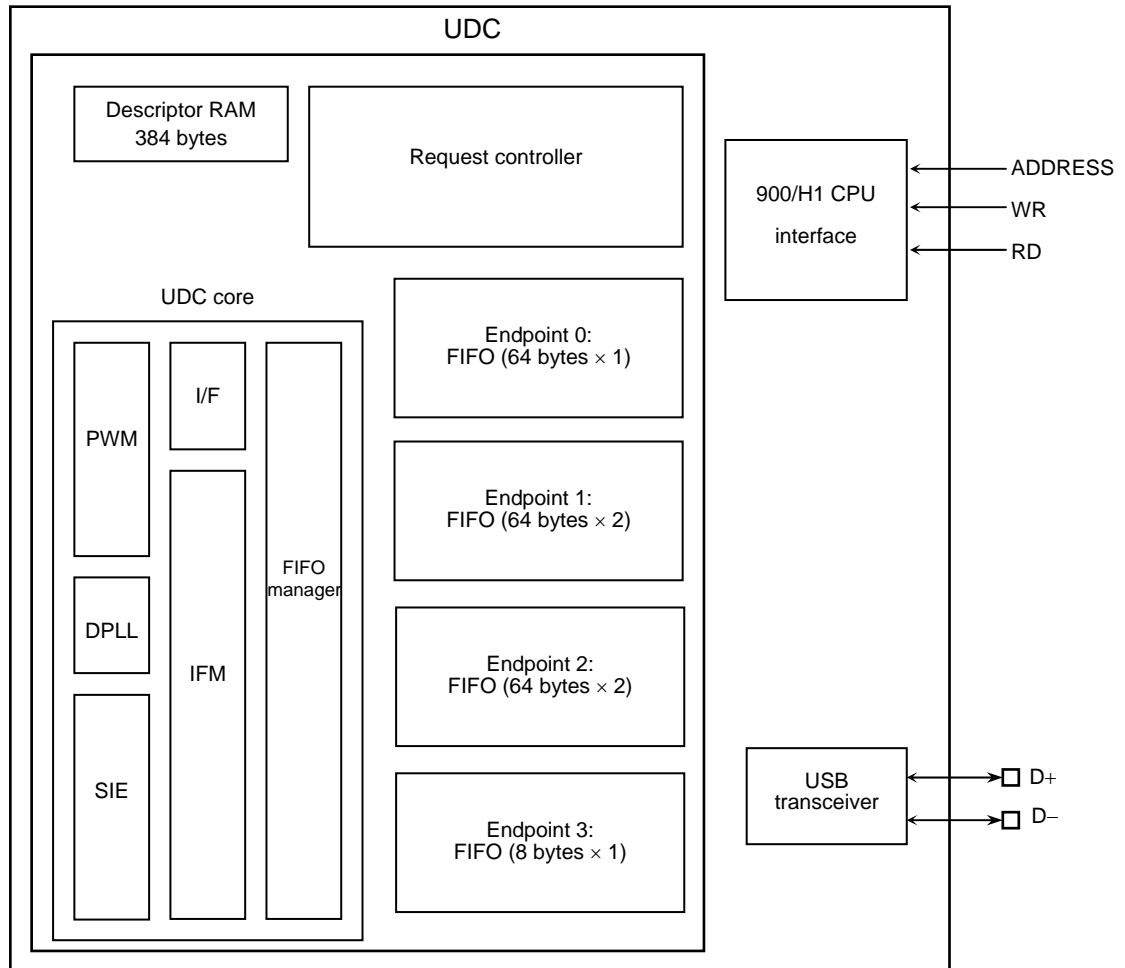 UDC
Descriptor RAM
384 bytes
Request controller
900/H1 CPU
interface
ADDRESS
WR
RD
UDC core
PWM
I/F
FIFO
manager
DPLL
IFM
SIE
Endpoint 0:
FIFO (64 bytes × 1)
Endpoint 1:
FIFO (64 bytes × 2)
Endpoint 2:
FIFO (64 bytes × 2)
Endpoint 3:
FIFO (8 bytes × 1)
USB
transceiver
D+
D−